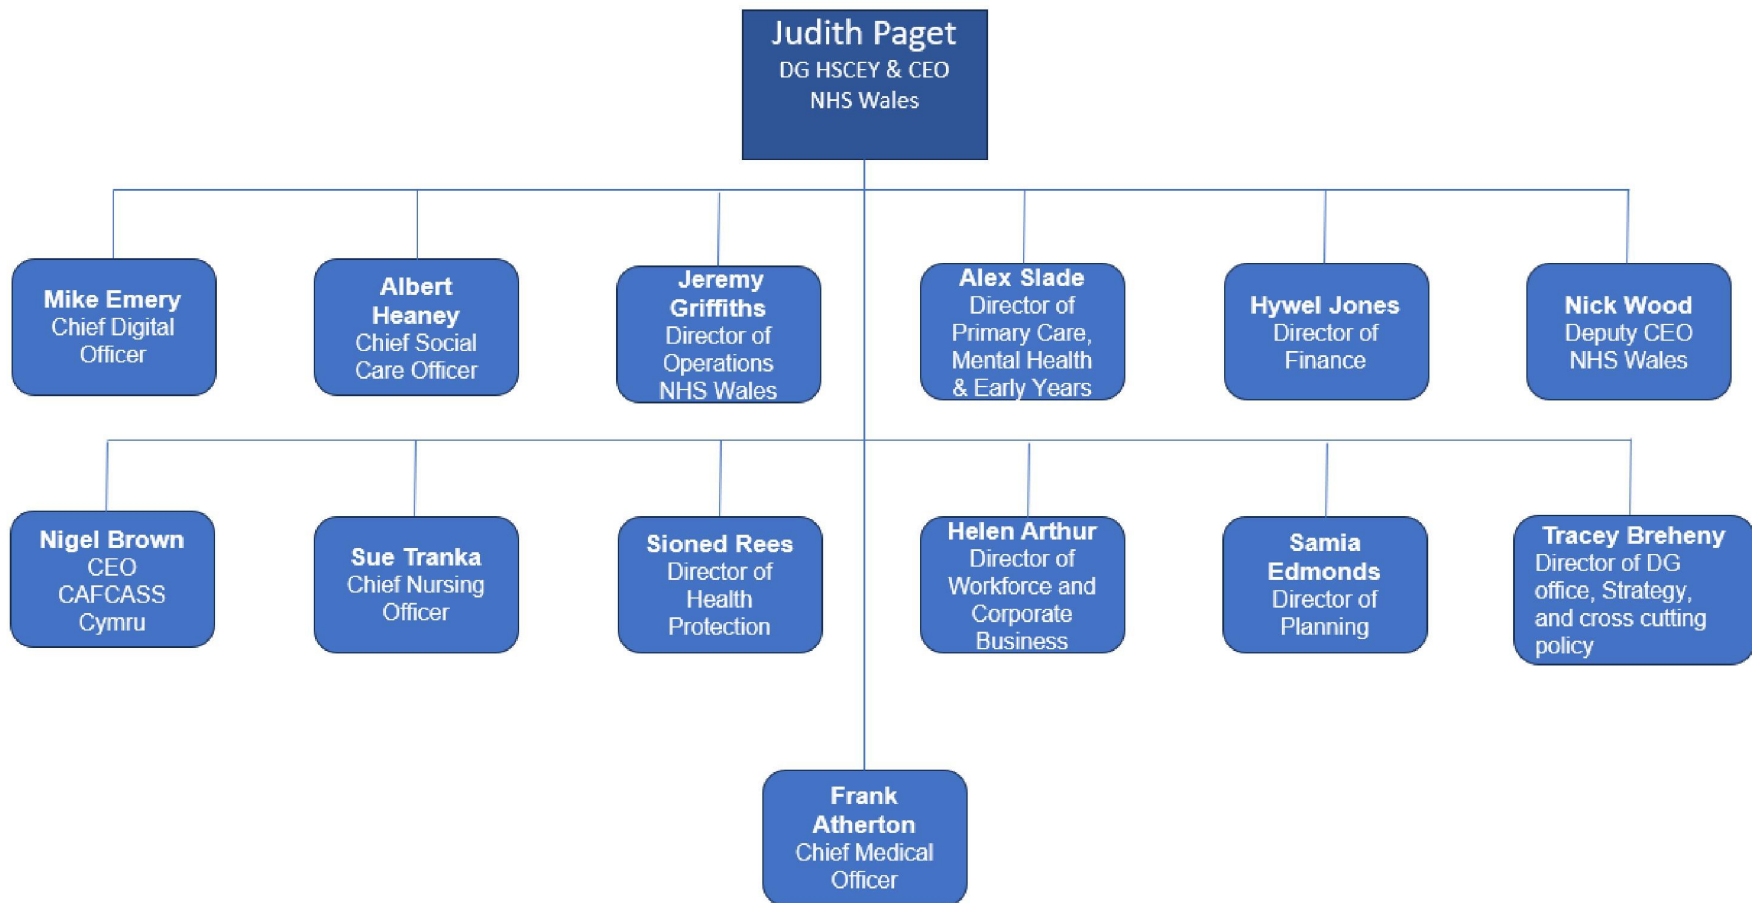 Judith Paget
DG HSCEY & CEO
NHS Wales
Mike Emery
Chief Digital
Officer
Albert
Heaney
Chief Social
Care Officer
Jeremy
Griffiths
Director of
Operations
NHS Wales
Alex Slade
Director of
Primary Care,
Mental Health
& Early Years
Hywel Jones
Director of
Finance
Nick Wood
Deputy CEO
NHS Wales
Nigel Brown
CEO
CAFCASS
Cymru
Sue Tranka
Chief Nursing
Officer
Sioned Rees
Director of
Health
Protection
Helen Arthur
Director of
Workforce and
Corporate
Business
Samia
Edmonds
Director of
Planning
Tracey Breheny
Director of DG
office, Strategy,
and cross cutting
policy
Frank
Atherton
Chief Medical
Officer